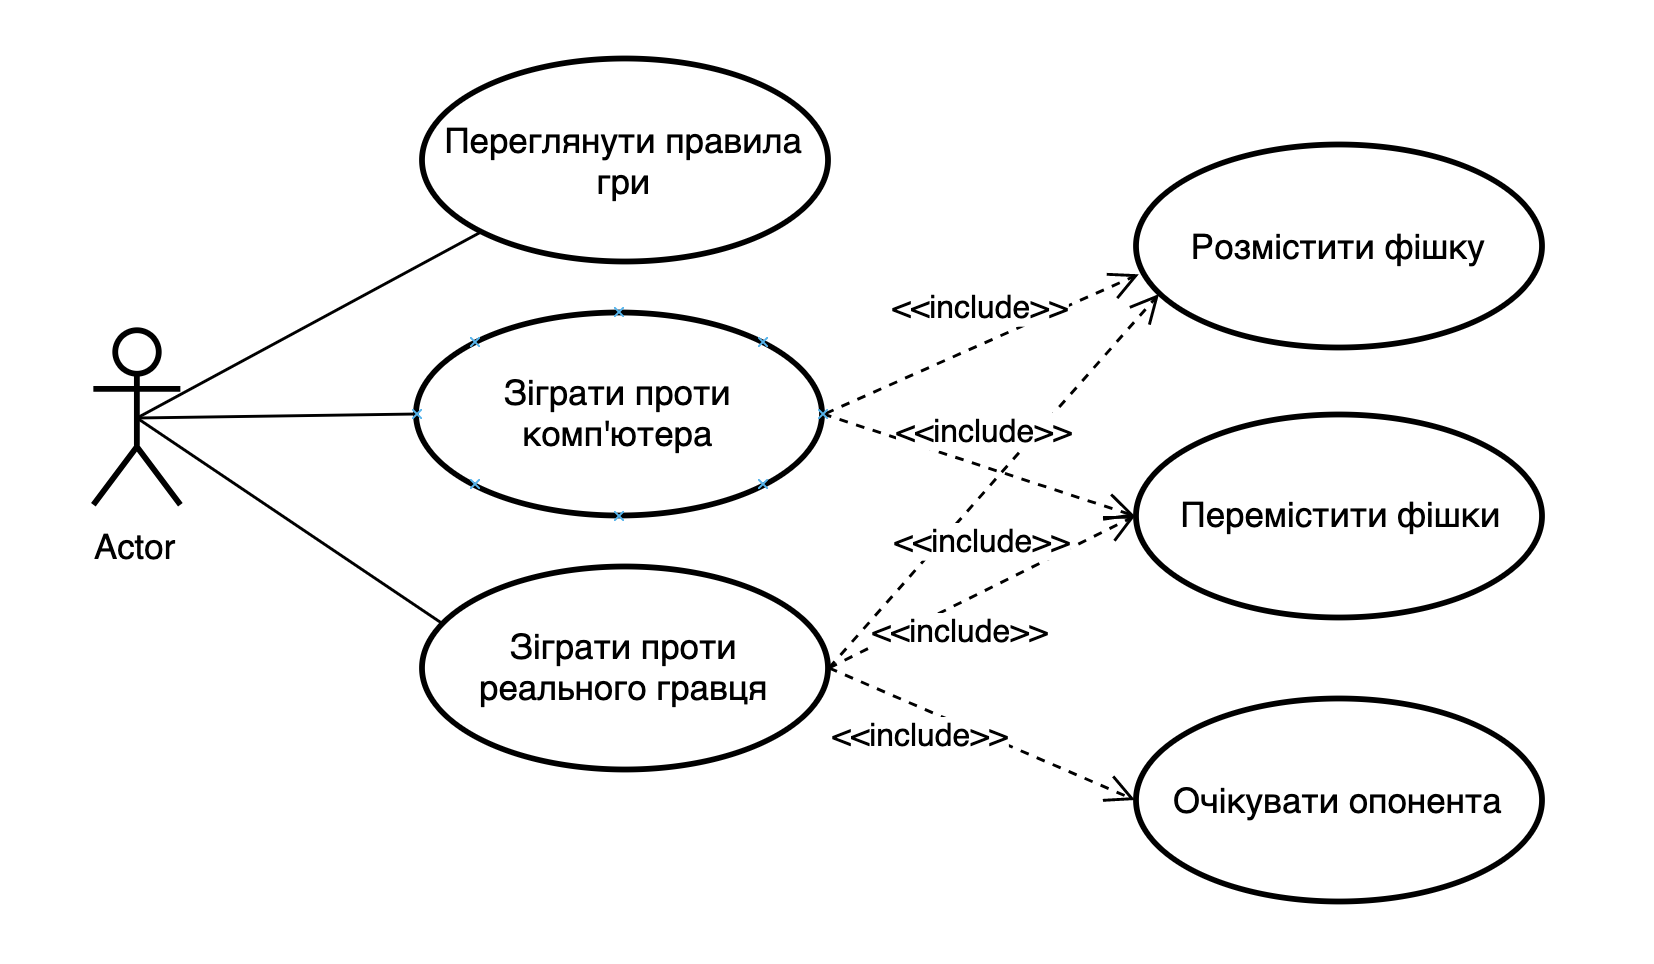 Переглянути правила
гри
Розмістити фішку
<<include>>
Зіграти проти
комп'ютера
<<include>>
Перемістити фішки
<<include>>
Actor
<<include>>
Зіграти проти
реального гравця
<<include>>
Очікувати опонента